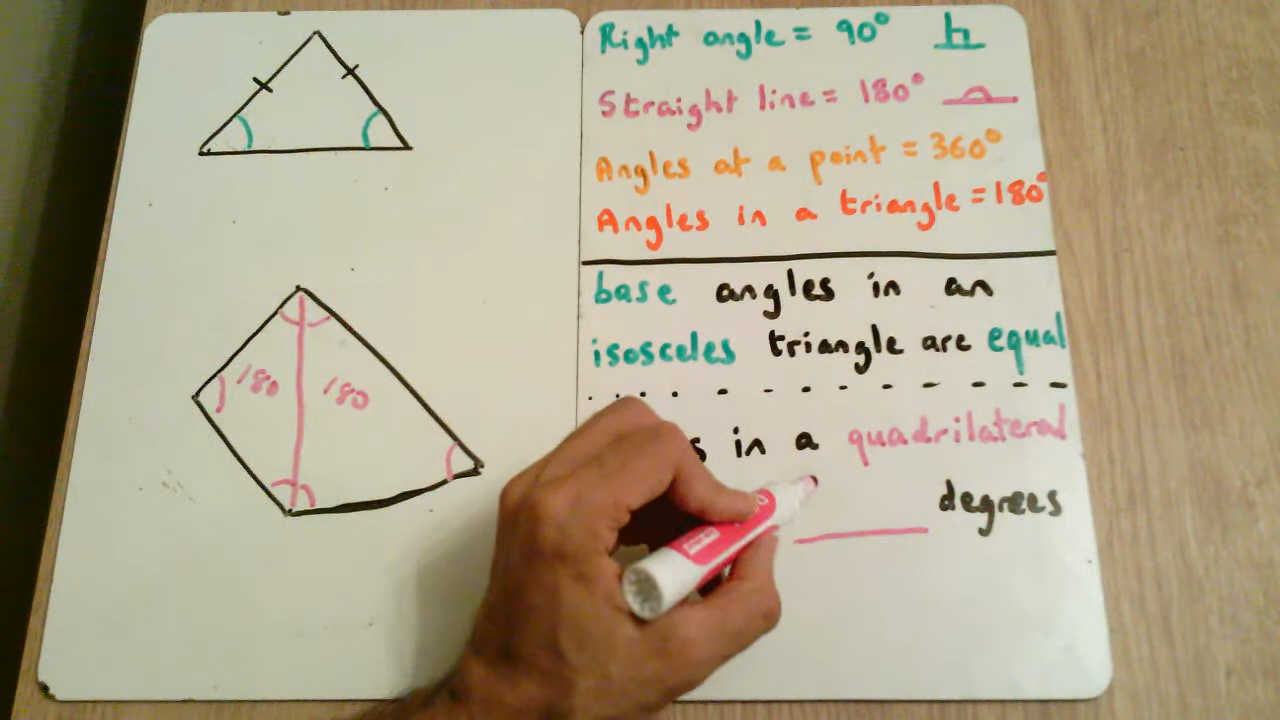 Right angle = 90°
Straight line = 180°
Angles at a point = 360°
Angles in a triangle = 180°
base angles in an
isosceles triangle are equal
in a quadrilateral
degrees
180 180